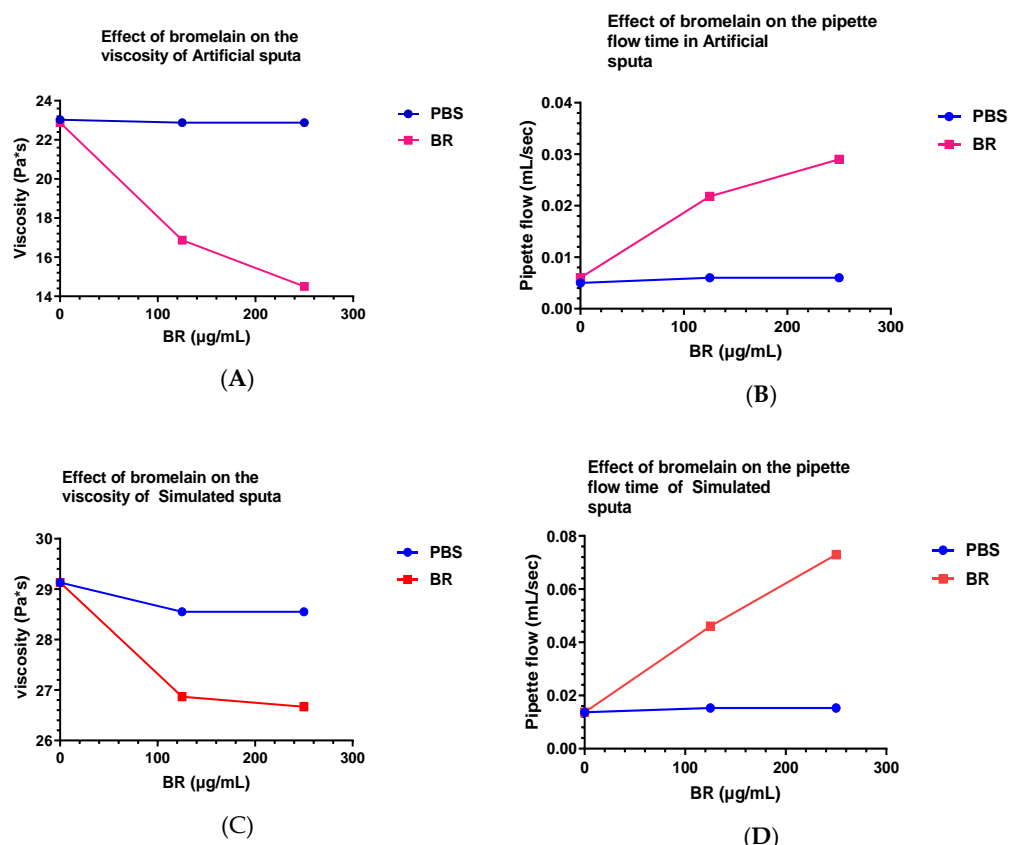 Effect of bromelain on the
viscosity of Artificial sputa
24
22
20
18
16
14
Viscosity (Pa*s)
0
100
200
300
BR (µg/mL)
PBS
BR
(A)
Effect of bromelain on the pipette
flow time in Artificial
sputa
0.04
0.03
0.02
0.01
0.00
Pipette flow (mL/sec)
0
100
200
300
BR (µg/mL)
PBS
BR
(B)
Effect of bromelain on the
viscosity of Simulated sputa
30
29
28
27
26
viscosity (Pa*s)
0
100
200
300
BR (µg/mL)
PBS
BR
(C)
Effect of bromelain on the pipette
flow time of Simulated
sputa
0.08
0.06
0.04
0.02
0.00
Pipette flow (mL/sec)
0
100
200
300
BR (µg/mL)
PBS
BR
(D)